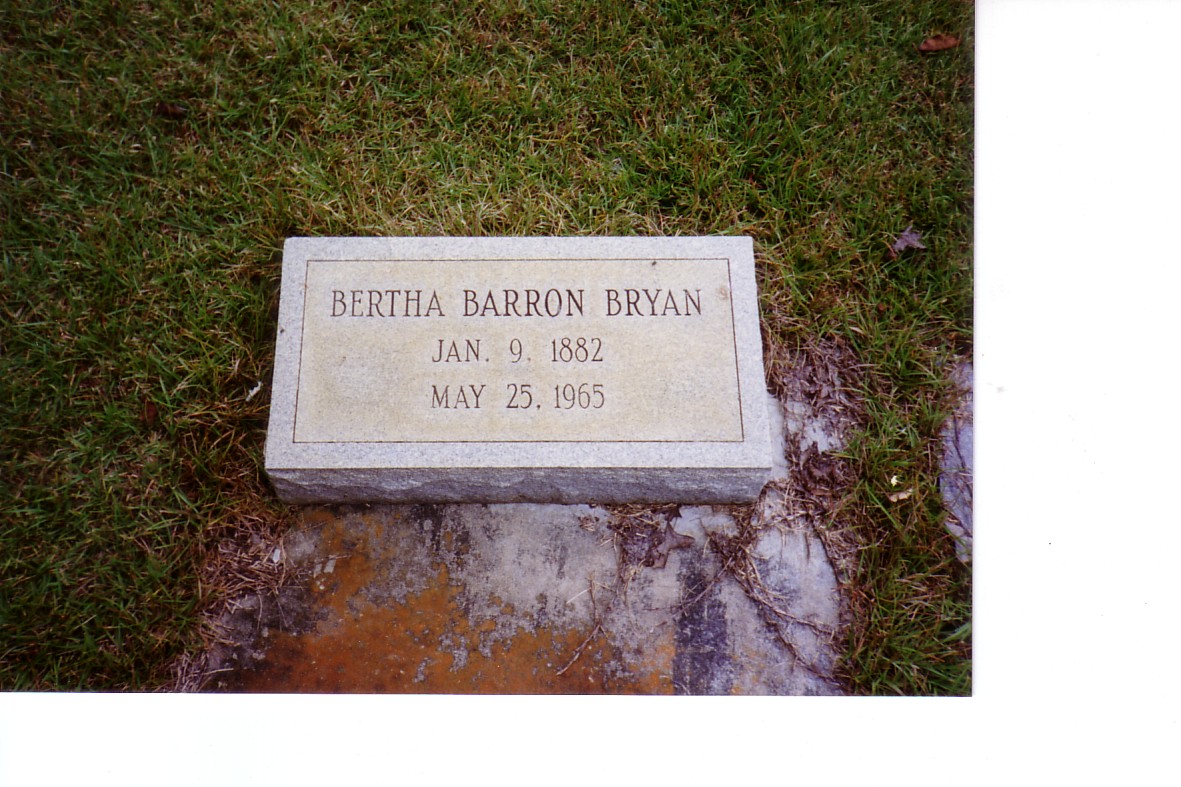 BERTHA BARRON BRYAN
JAN. 9, 1882
MAY 25, 1965